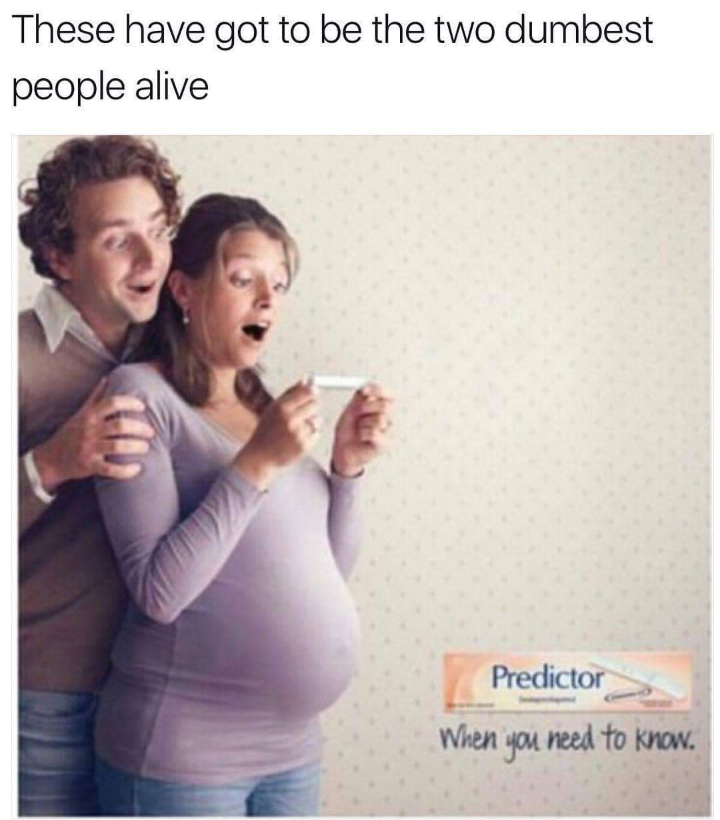 These have got to be the two dumbest
people alive
Predictor
When you need to know.